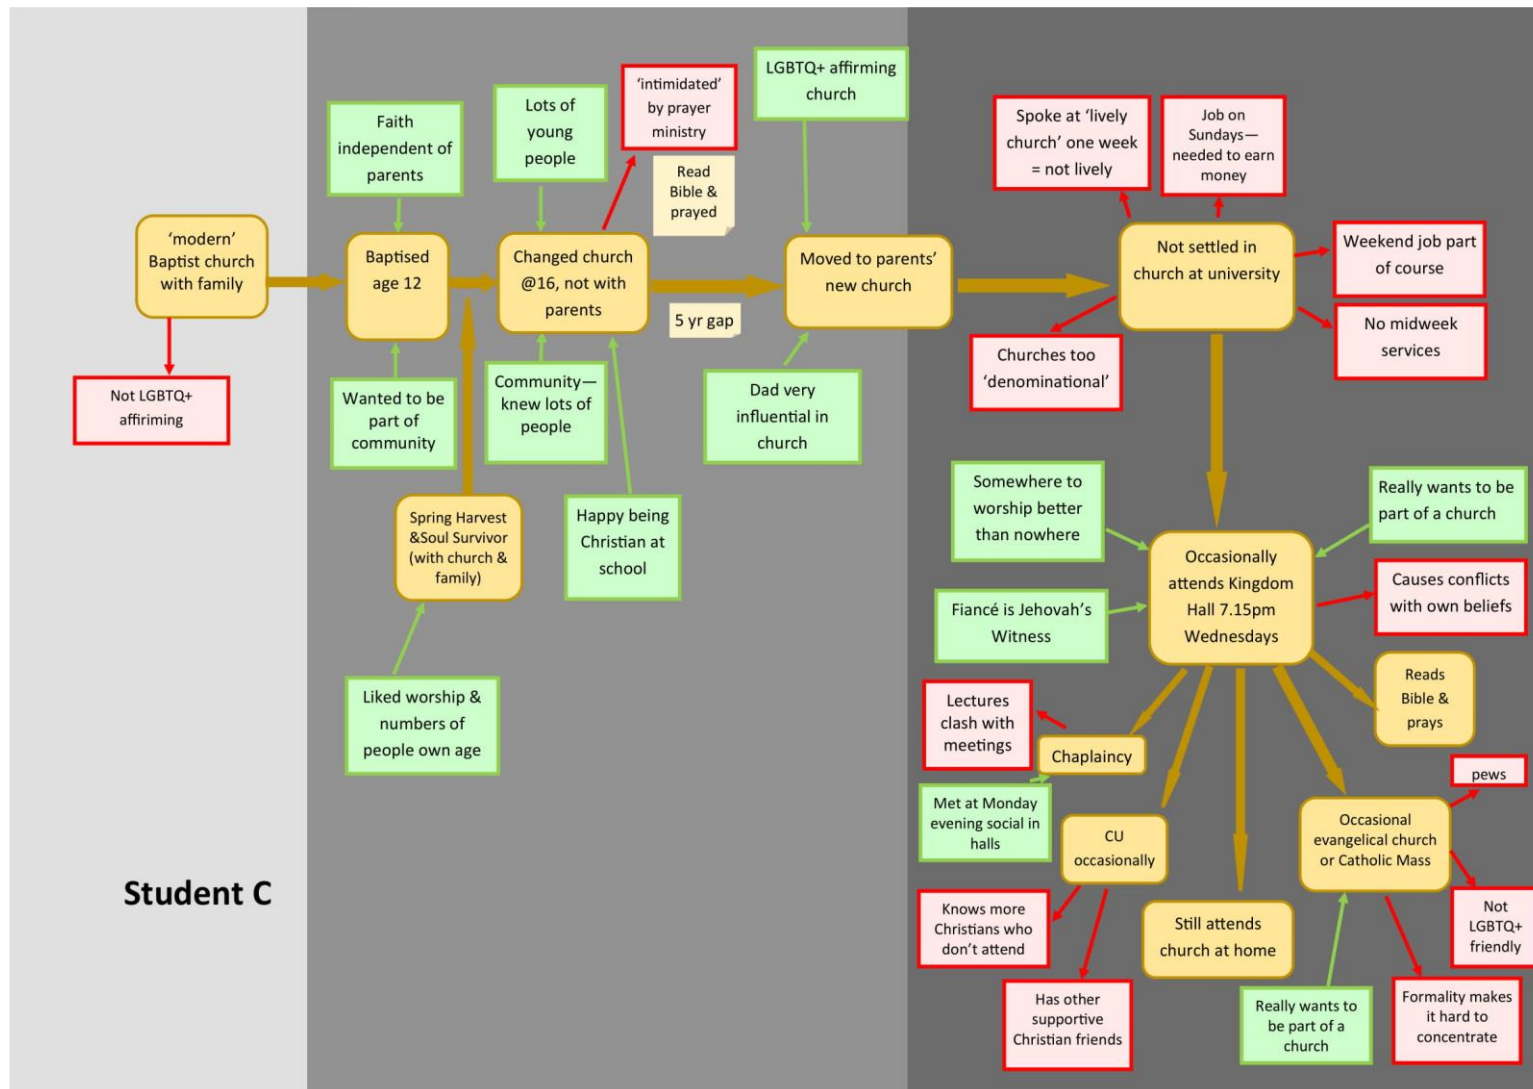 ‘modern’
Baptist church
with family
Not LGBTQ+
affiriming
Student C
Faith
independent of
parents
Baptised
age 12
Wanted to be
part of
community
Spring Harvest
&Soul Survivor
(with church &
family)
Liked worship &
numbers of
people own age
Lots of
young
people
‘intimidated’
by prayer
ministry
Read
Bible &
prayed
Changed church
@16, not with
parents
5 yr gap
Community—
knew lots of
people
Happy being
Christian at
school
LGBTQ+ affirming
church
Moved to parents’
new church
Dad very
influential in
church
Spoke at ‘lively
church’ one week
= not lively
Job on
Sundays—
needed to earn
money
Not settled in
church at university
Weekend job part
of course
No midweek
services
Churches too
‘denominational’
Somewhere to
worship better
than nowhere
Really wants to be
part of a church
Occasionally
attends Kingdom
Hall 7.15pm
Wednesdays
Causes conflicts
with own beliefs
Fiancé is Jehovah’s
Witness
Reads
Bible &
prays
Lectures
clash with
meetings
Chaplaincy
Met at Monday
evening social in
halls
CU
occasionally
Knows more
Christians who
don’t attend
Has other
supportive
Christian friends
Still attends
church at home
Occasional
evangelical church
or Catholic Mass
pews
Not
LGBTQ+
friendly
Really wants to
be part of a
church
Formality makes
it hard to
concentrate